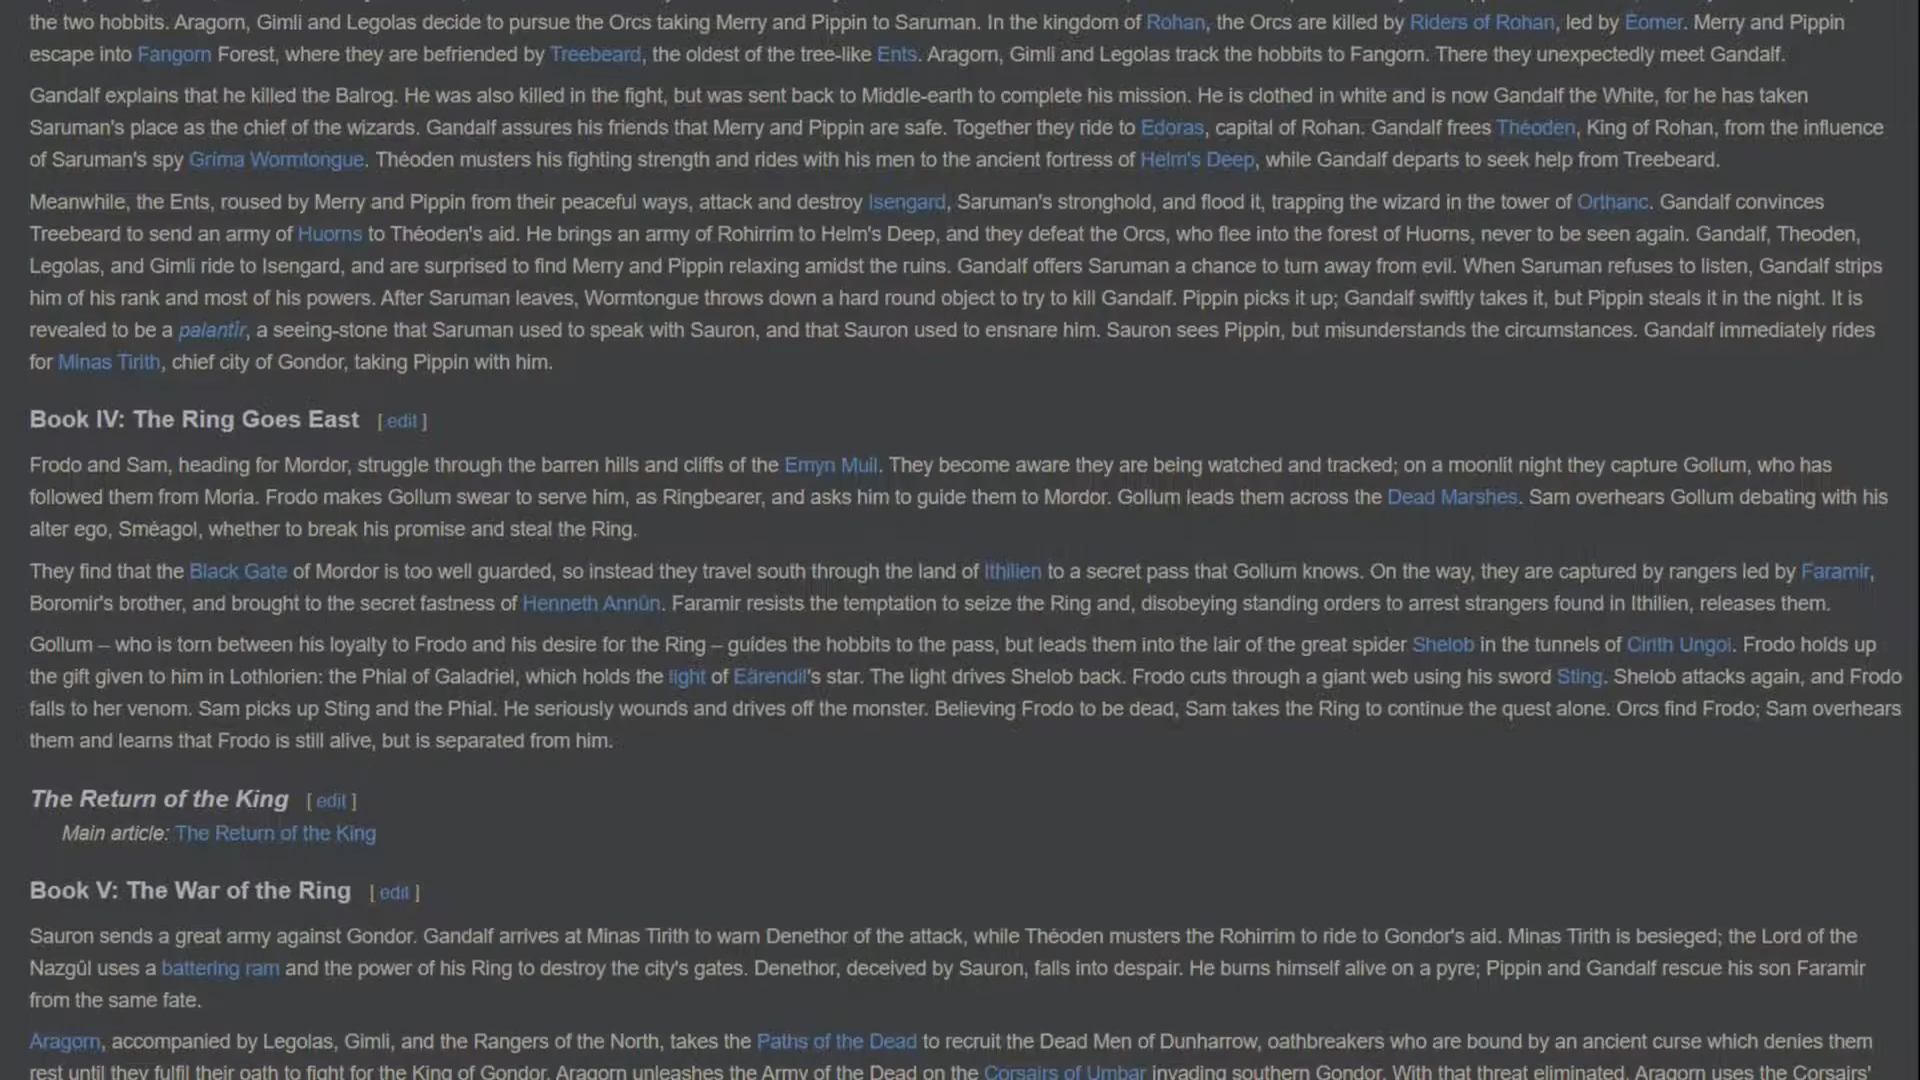 the two hobbits. Aragorn, Gimli and Legolas decide to pursue the Orcs taking Merry and Pippin to Saruman. In the kingdom of Rohan, the Orcs are killed by Riders of Rohan, led by Éomer. Merry and Pippin
escape into Fangorn Forest, where they are befriended by Treebeard, the oldest of the tree-like Ents. Aragorn, Gimli and Legolas track the hobbits to Fangorn. There they unexpectedly meet Gandalf.
Gandalf explains that he killed the Balrog. He was also killed in the fight, but was sent back to Middle-earth to complete his mission. He is clothed in white and is now Gandalf the White, for he has taken
Saruman's place as the chief of the wizards. Gandalf assures his friends that Merry and Pippin are safe. Together they ride to Edoras, capital of Rohan. Gandalf frees Théoden, King of Rohan, from the influence
of Saruman's spy Gríma Wormtongue. Théoden musters his fighting strength and rides with his men to the ancient fortress of Helm's Deep, while Gandalf departs to seek help from Treebeard.
Meanwhile, the Ents, roused by Merry and Pippin from their peaceful ways, attack and destroy Isengard, Saruman's stronghold, and flood it, trapping the wizard in the tower of Orthanc. Gandalf convinces
Treebeard to send an army of Huorns to Théoden's aid. He brings an army of Rohirrim to Helm's Deep, and they defeat the Orcs, who flee into the forest of Huorns, never to be seen again. Gandalf, Theoden,
Legolas, and Gimli ride to Isengard, and are surprised to find Merry and Pippin relaxing amidst the ruins. Gandalf offers Saruman a chance to turn away from evil. When Saruman refuses to listen, Gandalf strips
him of his rank and most of his powers. After Saruman leaves, Wormtongue throws down a hard round object to try to kill Gandalf. Pippin picks it up; Gandalf swiftly takes it, but Pippin steals it in the night. It is
revealed to be a palantír, a seeing-stone that Saruman used to speak with Sauron, and that Sauron used to ensnare him. Sauron sees Pippin, but misunderstands the circumstances. Gandalf immediately rides
for Minas Tirith, chief city of Gondor, taking Pippin with him.
Book IV: The Ring Goes East [ edit ]
Frodo and Sam, heading for Mordor, struggle through the barren hills and cliffs of the Emyn Muil. They become aware they are being watched and tracked; on a moonlit night they capture Gollum, who has
followed them from Moria. Frodo makes Gollum swear to serve him, as Ringbearer, and asks him to guide them to Mordor. Gollum leads them across the Dead Marshes. Sam overhears Gollum debating with his
alter ego, Sméagol, whether to break his promise and steal the Ring.
They find that the Black Gate of Mordor is too well guarded, so instead they travel south through the land of Ithilien to a secret pass that Gollum knows. On the way, they are captured by rangers led by Faramir,
Boromir's brother, and brought to the secret fastness of Henneth Annûn. Faramir resists the temptation to seize the Ring and, disobeying standing orders to arrest strangers found in Ithilien, releases them.
Gollum – who is torn between his loyalty to Frodo and his desire for the Ring – guides the hobbits to the pass, but leads them into the lair of the great spider Shelob in the tunnels of Cirith Ungol. Frodo holds up
the gift given to him in Lothlorien: the Phial of Galadriel, which holds the light of Eärendil's star. The light drives Shelob back. Frodo cuts through a giant web using his sword Sting. Shelob attacks again, and Frodo
falls to her venom. Sam picks up Sting and the Phial. He seriously wounds and drives off the monster. Believing Frodo to be dead, Sam takes the Ring to continue the quest alone. Orcs find Frodo; Sam overhears
them and learns that Frodo is still alive, but is separated from him.
The Return of the King [ edit ]
Main article: The Return of the King
Book V: The War of the Ring [ edit ]
Sauron sends a great army against Gondor. Gandalf arrives at Minas Tirith to warn Denethor of the attack, while Théoden musters the Rohirrim to ride to Gondor's aid. Minas Tirith is besieged; the Lord of the
Nazgûl uses a battering ram and the power of his Ring to destroy the city's gates. Denethor, deceived by Sauron, falls into despair. He burns himself alive on a pyre; Pippin and Gandalf rescue his son Faramir
from the same fate.
Aragorn, accompanied by Legolas, Gimli, and the Rangers of the North, takes the Paths of the Dead to recruit the Dead Men of Dunharrow, oathbreakers who are bound by an ancient curse which denies them
rest until they fulfil their oath to fight for the King of Gondor. Aragorn unleashes the Army of the Dead on the Corsairs of Umbar invading southern Gondor. With that threat eliminated, Aragorn uses the Corsairs'